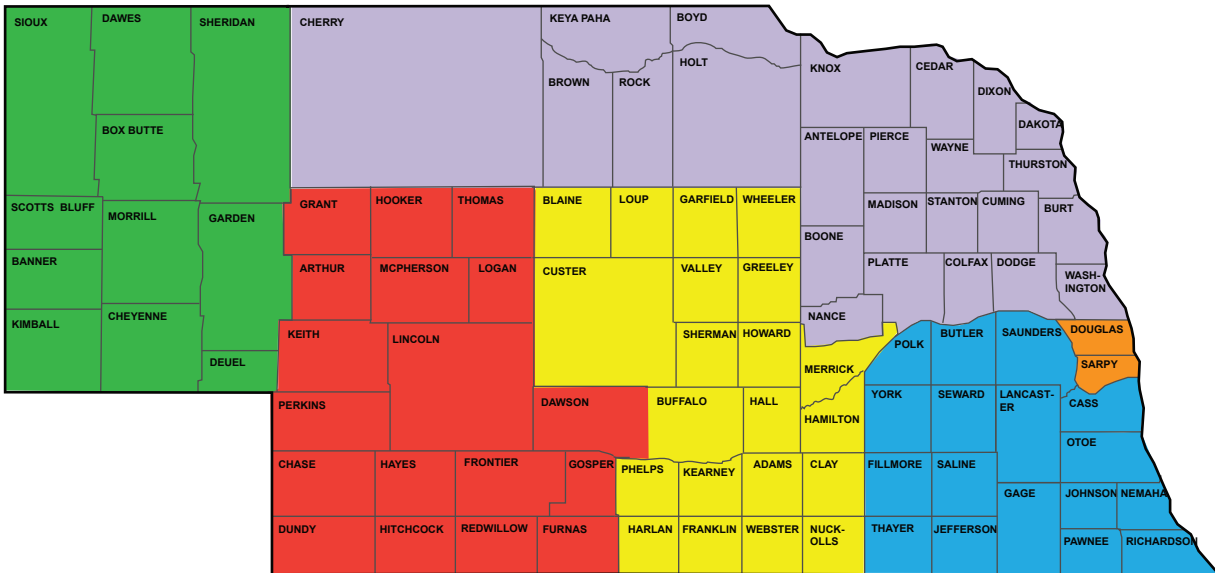 SIOUX
DAWES
SHERIDAN
CHERRY
KEYA PAHA
BOYD
HOLT
KNOX
CEDAR
DIXON
BROWN
ROCK
DAKOTA
BOX BUTTE
ANTELOPE
PIERCE
WAYNE
THURSTON
SCOTTS BLUFF
MORRILL
GARDEN
GRANT
HOOKER
THOMAS
BLAINE
LOUP
GARFIELD
WHEELER
MADISON
STANTON
CUMING
BURT
BOONE
BANNER
ARTHUR
MCPHERSON
LOGAN
CUSTER
VALLEY
GREELEY
PLATTE
COLFAX
DODGE
WASH-
INGTON
KIMBALL
CHEYENNE
NANCE
KEITH
LINCOLN
SHERMAN
HOWARD
POLK
BUTLER
SAUNDERS
DOUGLAS
DEUEL
MERRICK
SARPY
PERKINS
DAWSON
BUFFALO
HALL
HAMILTON
YORK
SEWARD
LANCAST-
ER
CASS
OTOE
CHASE
HAYES
FRONTIER
GOSPER
PHELPS
KEARNEY
ADAMS
CLAY
FILLMORE
SALINE
GAGE
JOHNSON
NEMAHA
DUNDY
HITCHCOCK
REDWILLOW
FURNAS
HARLAN
FRANKLIN
WEBSTER
NUCK-
OLLS
THAYER
JEFFERSON
PAWNEE
RICHARDSON